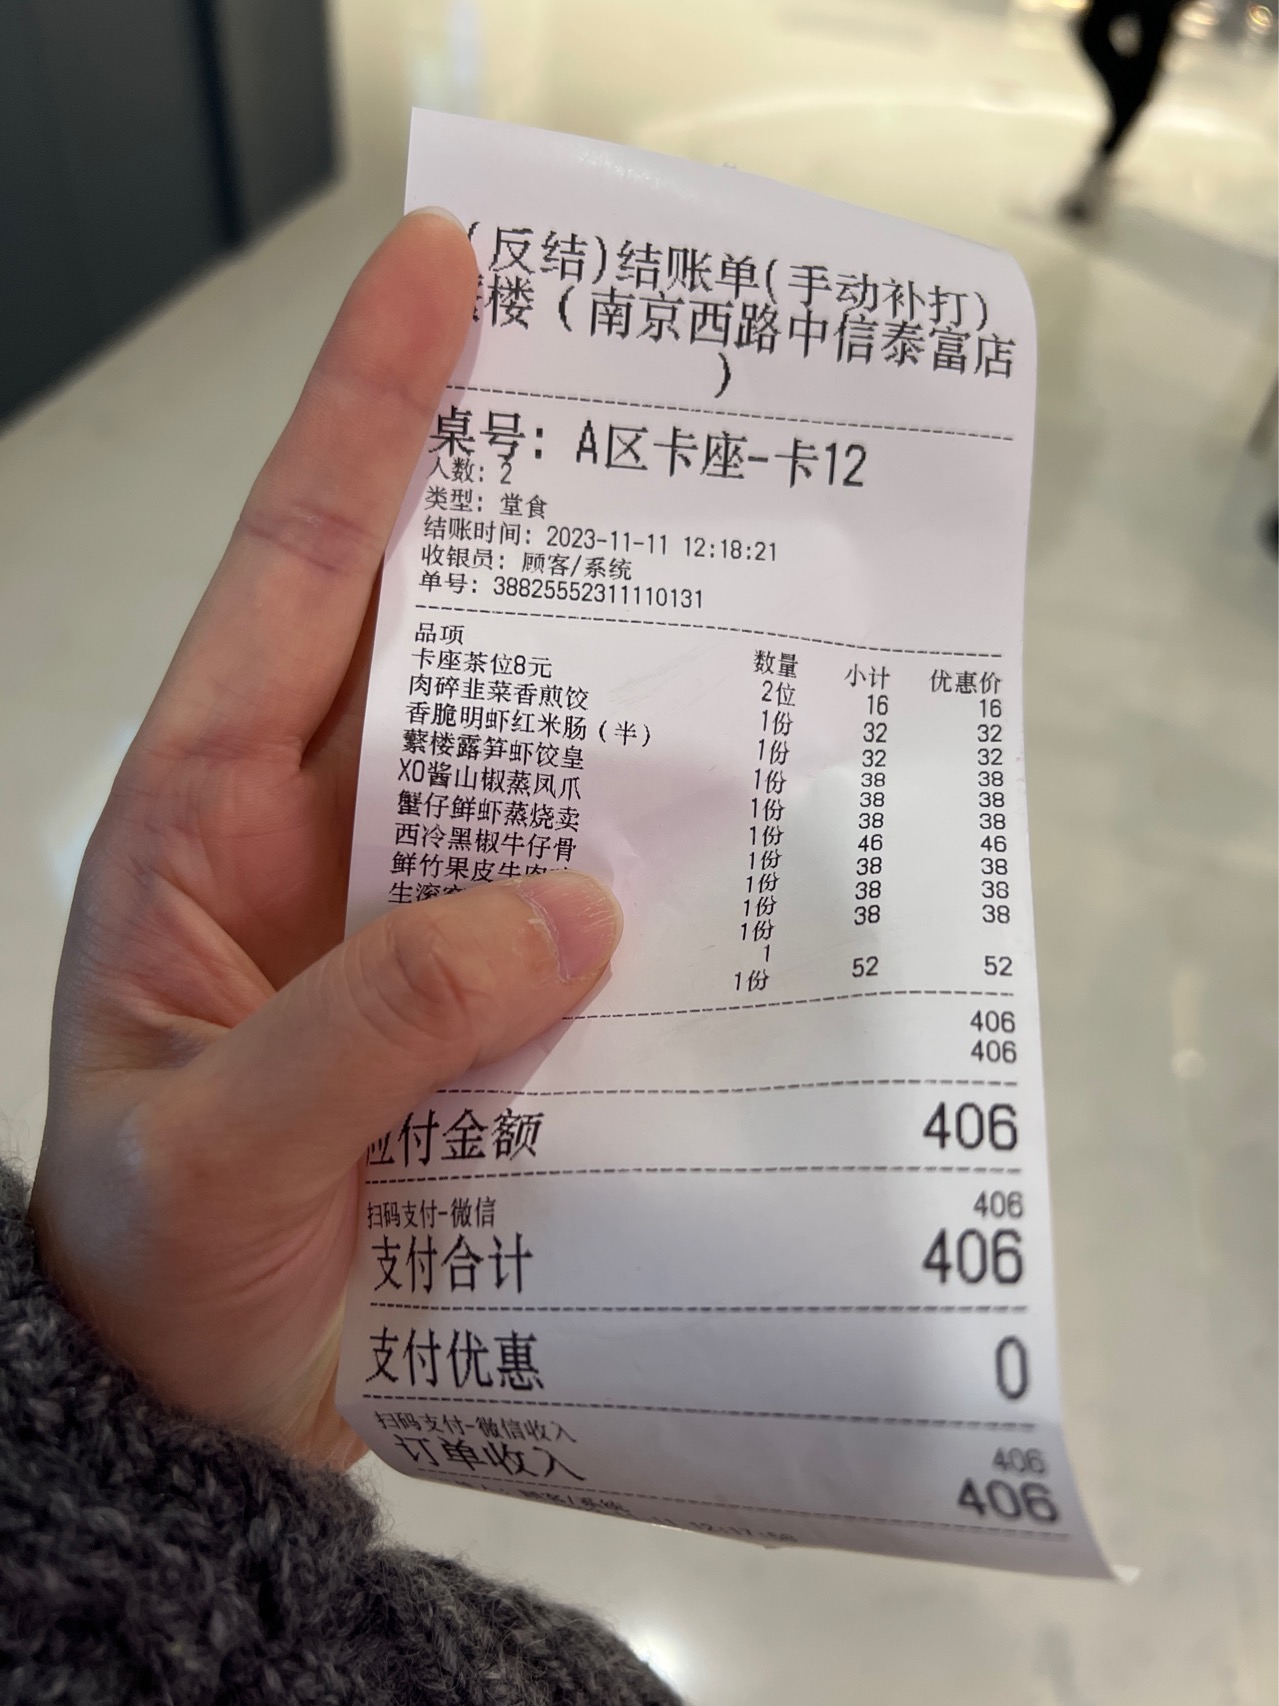 (反结)结账单(手动补打)
楼（南京西路中信泰富店
）
桌号: A区卡座-卡12
人数: 2
类型: 堂食
结账时间: 2023-11-11 12:18:21
收银员: 顾客/系统
单号: 38825552311110131
品项 数量 小计 优惠价
卡座茶位8元 2位 16 16
肉碎韭菜香煎饺 1份 32 32
香脆明虾红米肠（半） 1份 32 32
蘩楼露笋虾饺皇 1份 38 38
XO酱山椒蒸凤爪 1份 38 38
蟹仔鲜虾蒸烧卖 1份 38 38
西冷黑椒牛仔骨 1份 46 46
鲜竹果皮牛肉 1份 38 38
生滚 1份 38 38
1份 38 38
1
1份 52 52
406
406
应付金额 406
扫码支付-微信 406
支付合计 406
支付优惠 0
扫码支付-微信收入 406
订单收入 406